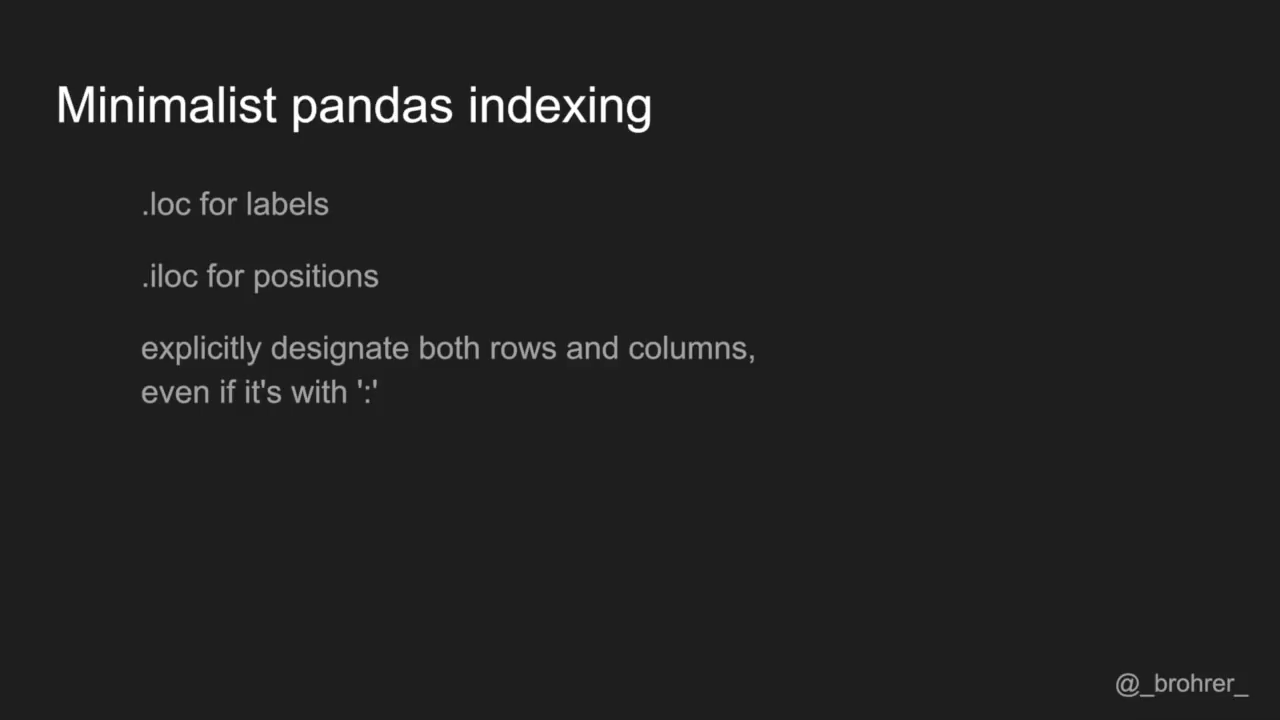 Minimalist pandas indexing
.loc for labels
.iloc for positions
explicitly designate both rows and columns,
even if it's with ':'
@_brohrer_